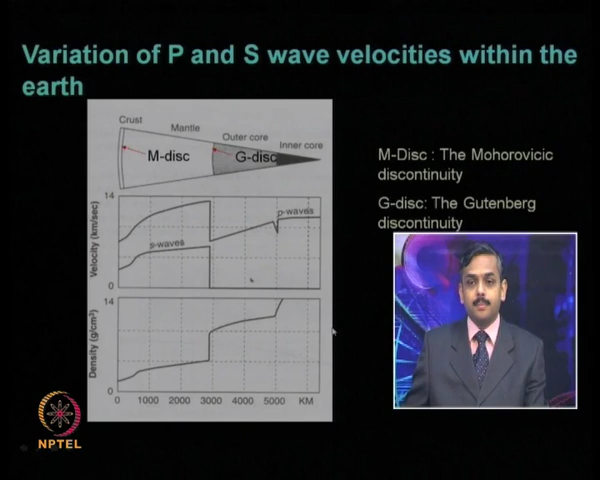 Variation of P and S wave velocities within the
earth
Crust
Mantle
Outer core
Inner core
M-disc
G-disc
M-Disc : The Mohorovicic
discontinuity
G-disc: The Gutenberg
discontinuity
14
Velocity (km/sec)
p-waves
p-waves
0
14
Density (g/cm³)
0
0 1000 2000 3000 4000 5000 KM
NPTEL